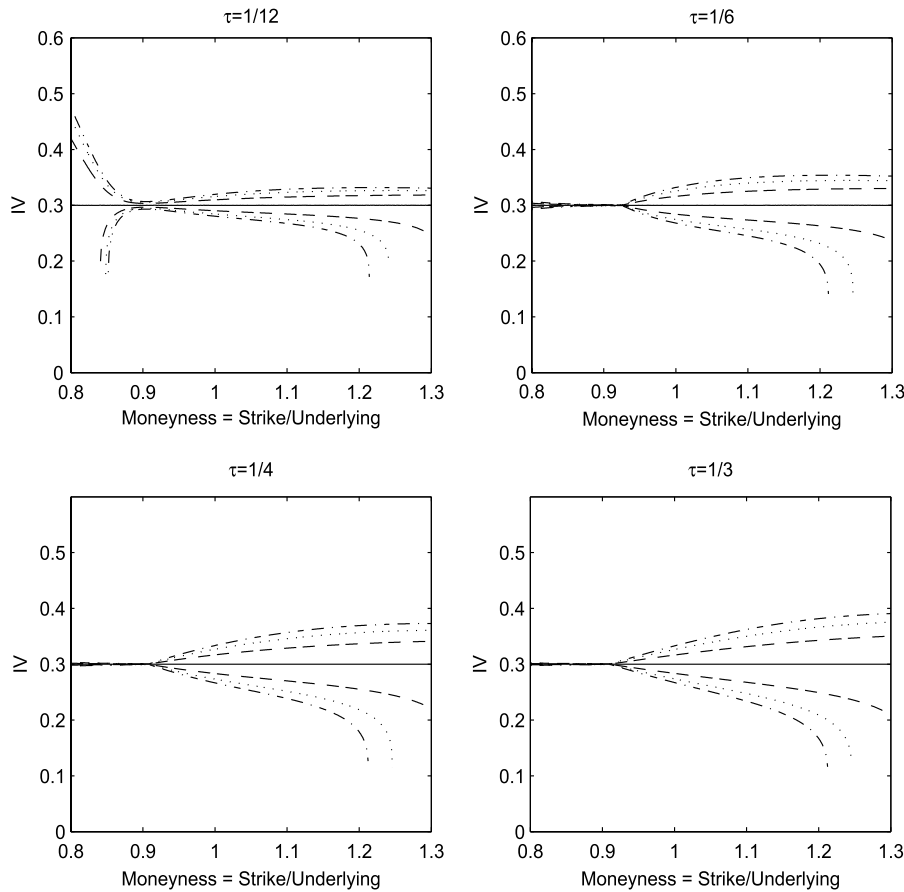 τ=1/12
0.6
0.5
0.4
0.3
0.2
0.1
0
IV
0.8 0.9 1 1.1 1.2 1.3
Moneyness = Strike/Underlying
τ=1/6
0.6
0.5
0.4
0.3
0.2
0.1
0
IV
0.8 0.9 1 1.1 1.2 1.3
Moneyness = Strike/Underlying
τ=1/4
0.5
0.4
0.3
0.2
0.1
0
IV
0.8 0.9 1 1.1 1.2 1.3
Moneyness = Strike/Underlying
τ=1/3
0.5
0.4
0.3
0.2
0.1
0
IV
0.8 0.9 1 1.1 1.2 1.3
Moneyness = Strike/Underlying